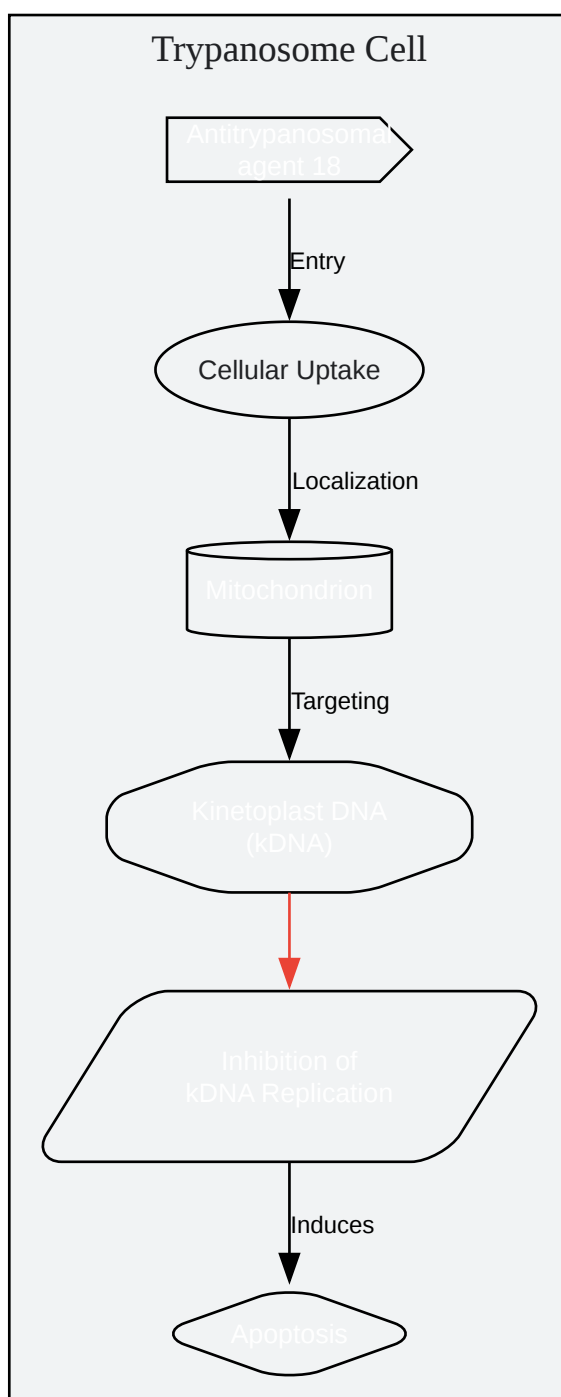 Trypanosome Cell
Antitrypanosomal
agent 18
Entry
Cellular Uptake
Localization
Mitochondrion
Targeting
Kinetoplast DNA
(kDNA)
Inhibition of
kDNA Replication
Induces
Apoptosis